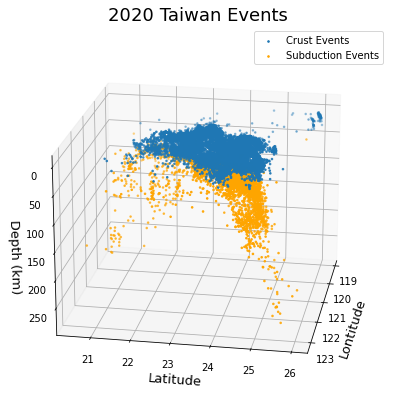 2020 Taiwan Events
Crust Events
Subduction Events
0
50
100
150
200
250
Depth (km)
21
22
23
24
25
26
Latitude
119
120
121
122
123
Lontitude